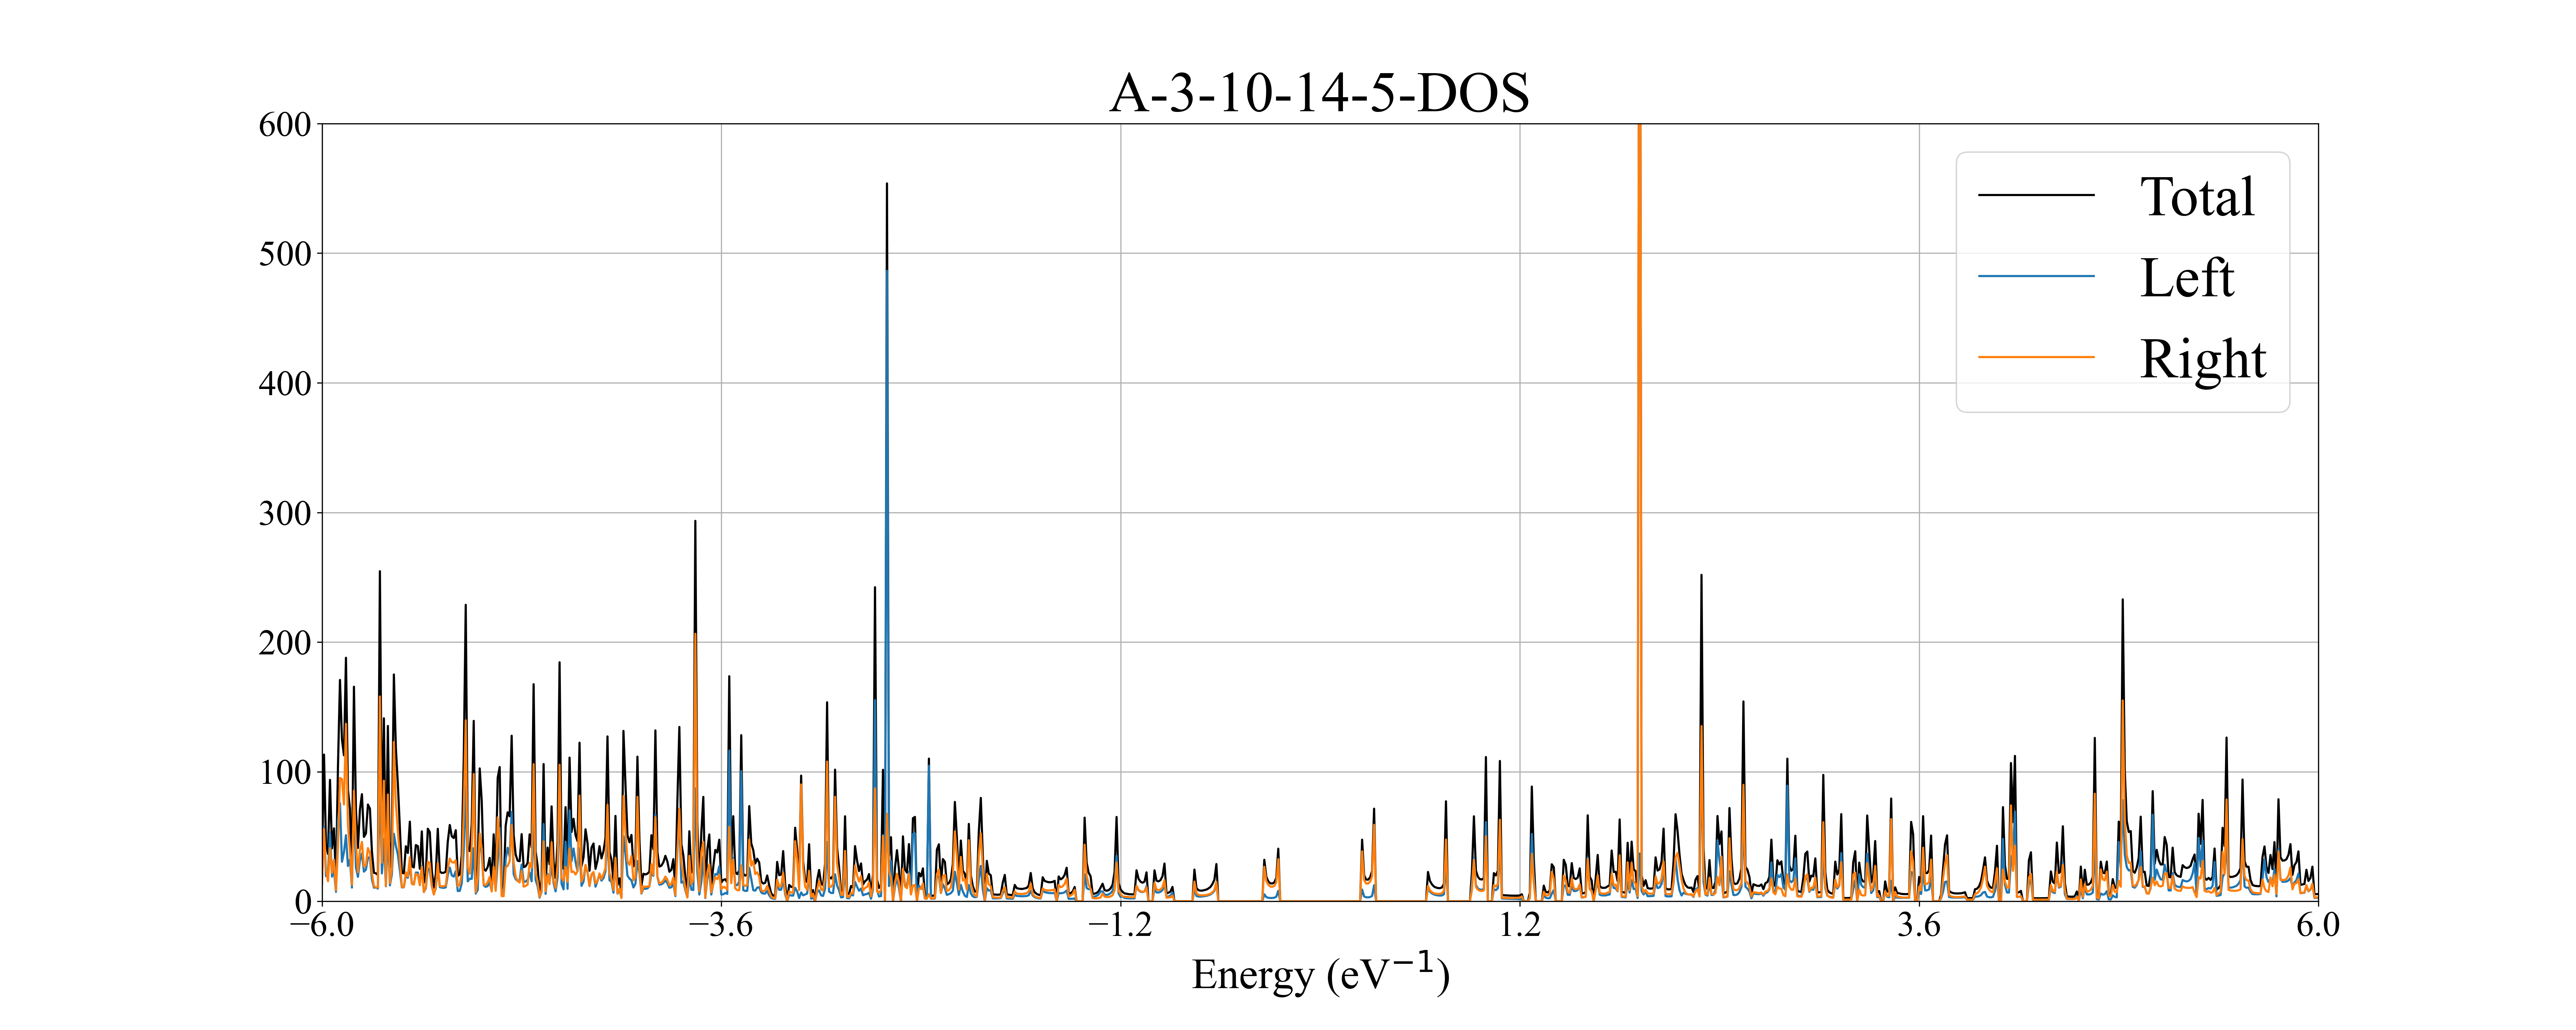 A-3-10-14-5-DOS
600
500
400
300
200
100
0
Total
Left
Right
−6.0 −3.6 −1.2 1.2 3.6 6.0
Energy (eV⁻¹)